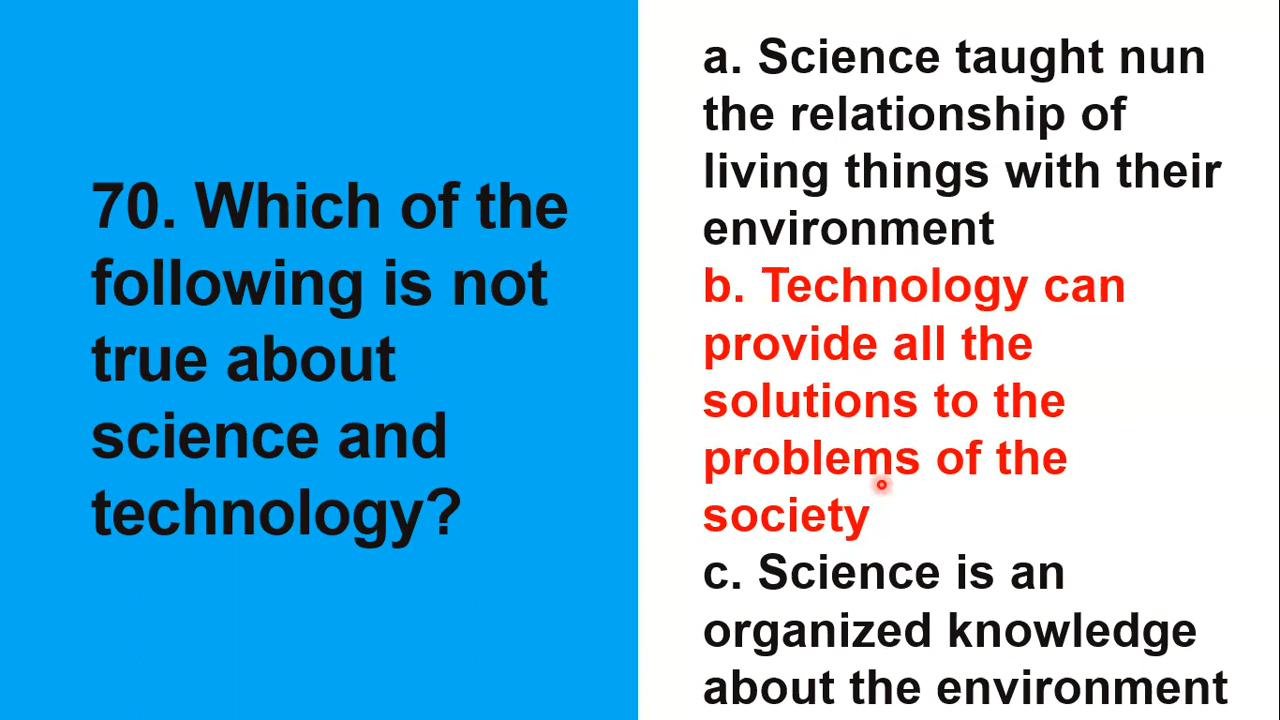 70. Which of the
following is not
true about
science and
technology?
a. Science taught nun
the relationship of
living things with their
environment
b. Technology can
provide all the
solutions to the
problems of the
society
c. Science is an
organized knowledge
about the environment